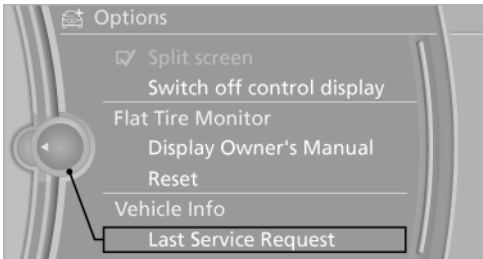 Options
Split screen
Switch off control display
Flat Tire Monitor
Display Owner's Manual
Reset
Vehicle Info
Last Service Request